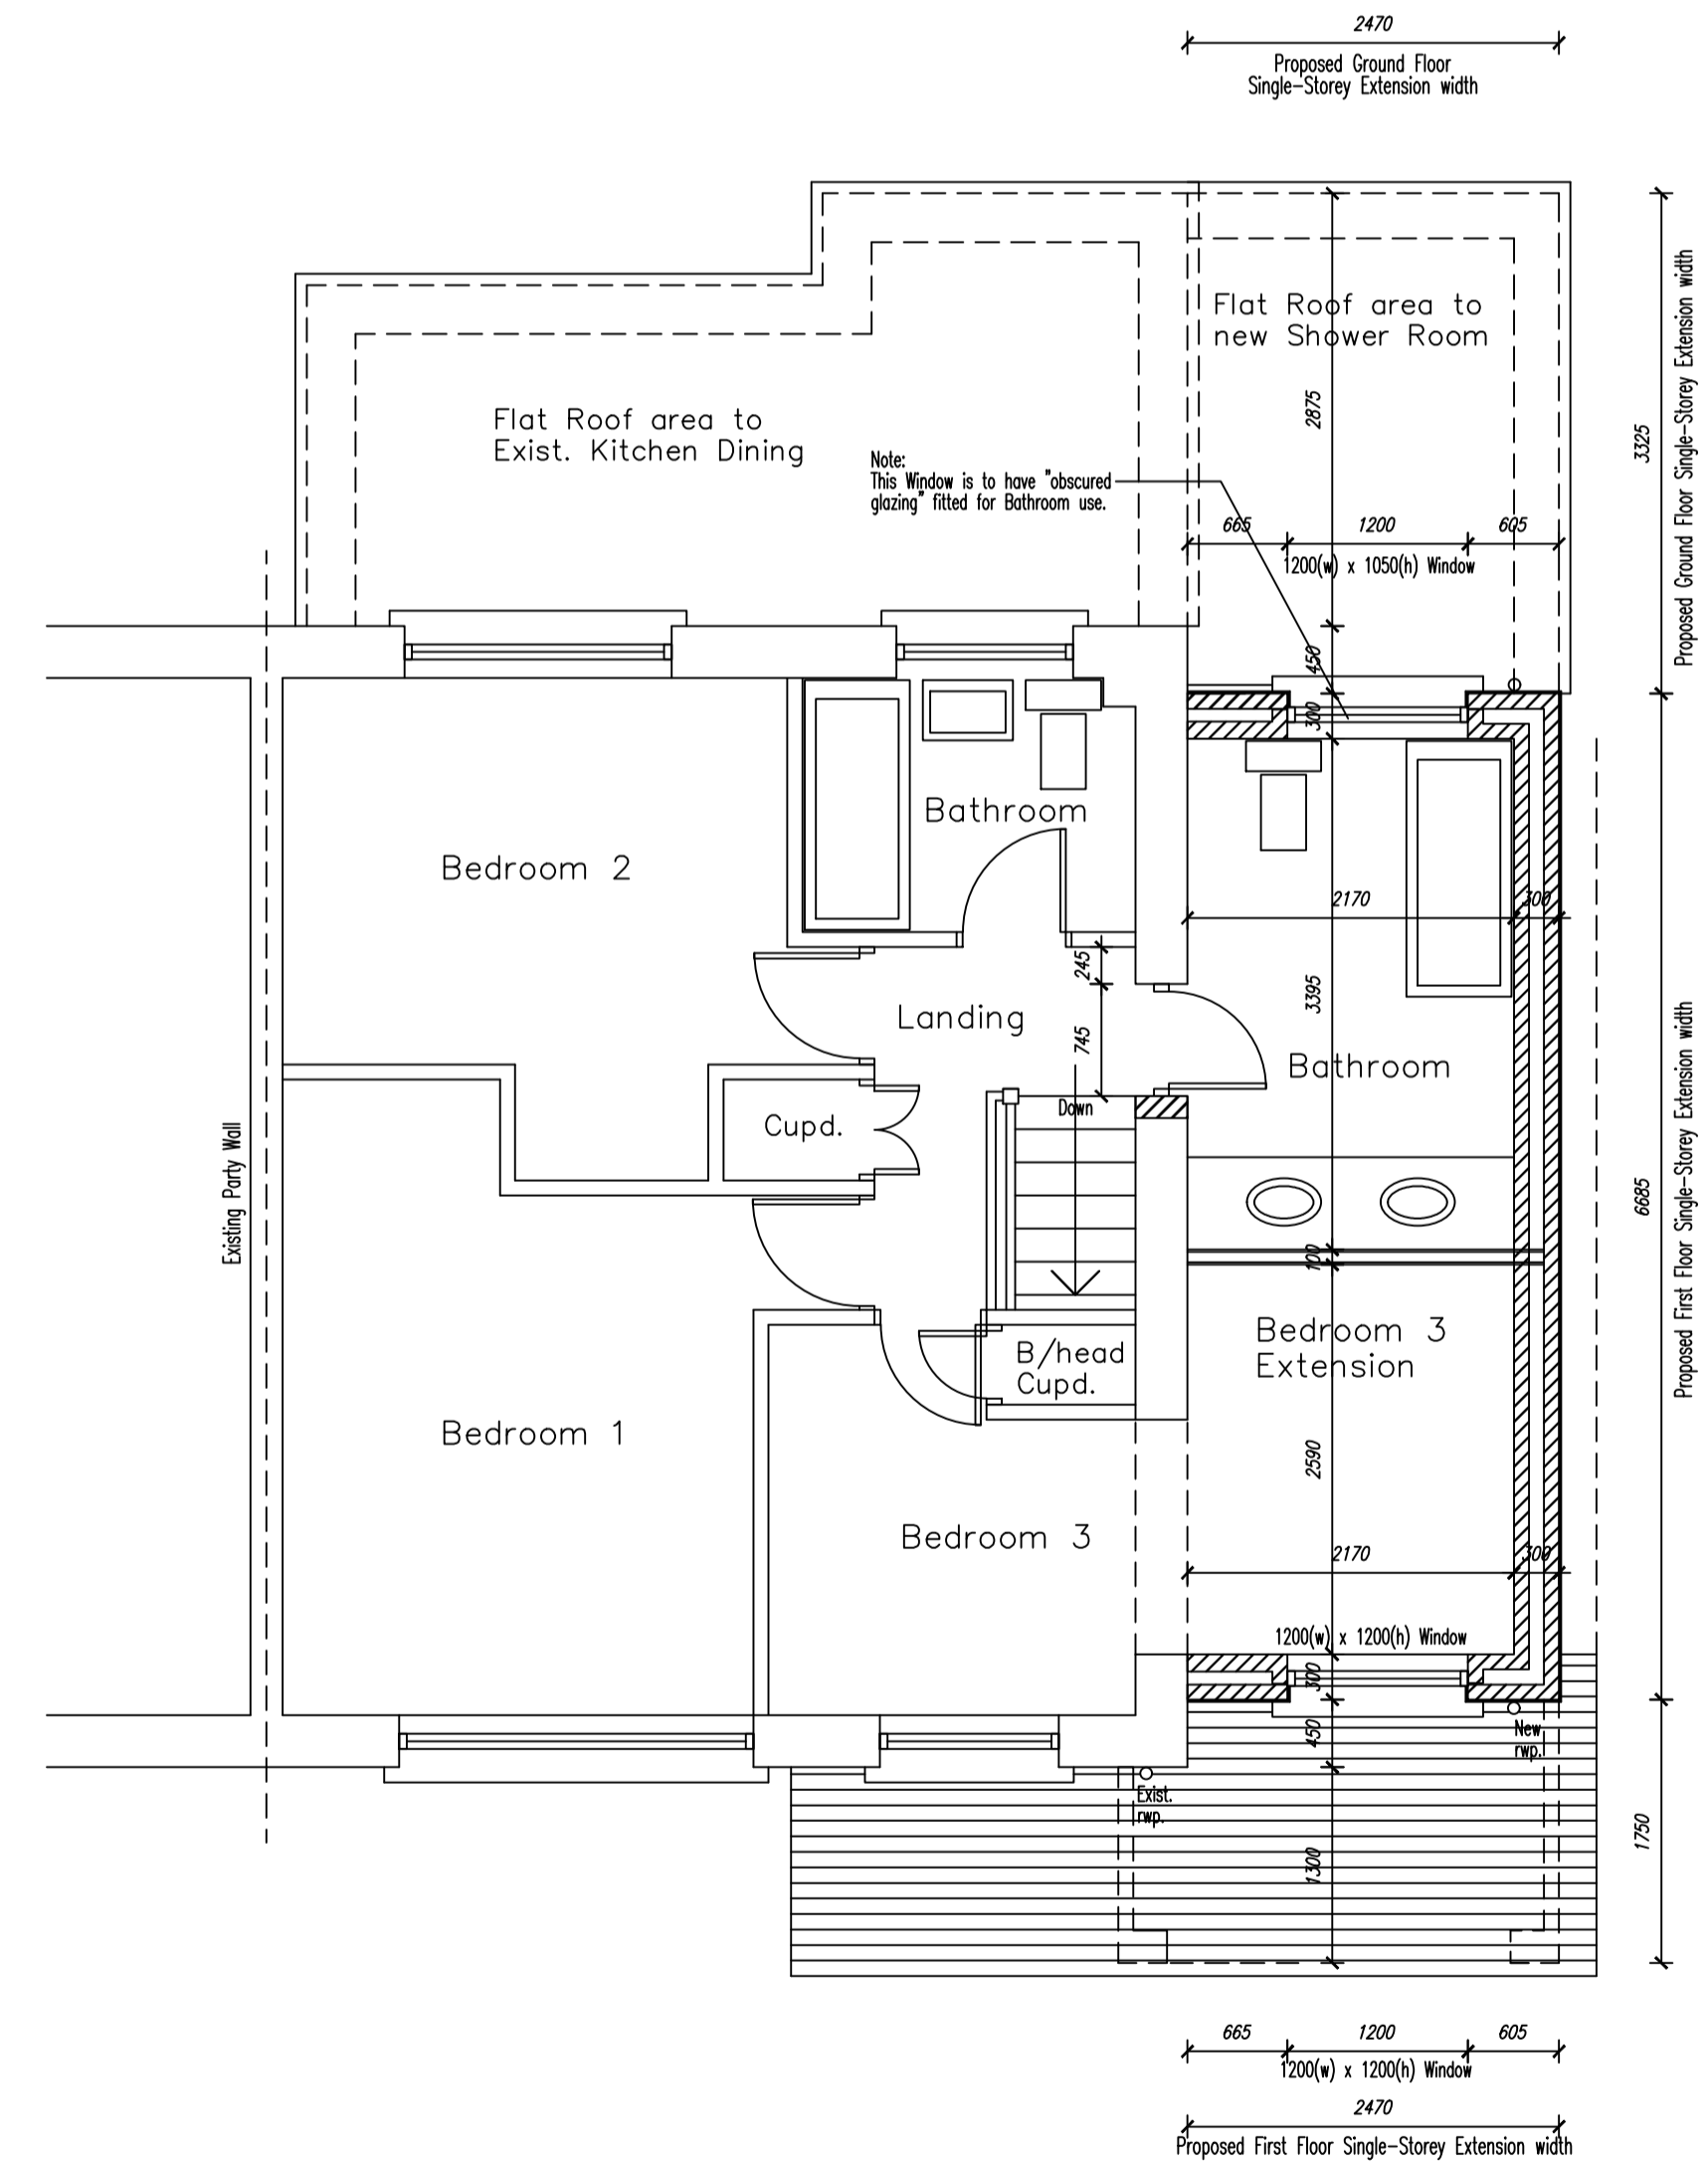 2470
Proposed Ground Floor
Single-Storey Extension width
Flat Roof area to
new Shower Room
2875
3325
Proposed Ground Floor Single-Storey Extension width
Flat Roof area to
Exist. Kitchen Dining
Note:
This Window is to have "obscured
glazing" fitted for Bathroom use.
665
1200
605
1200(w) x 1050(h) Window
450
300
Bathroom
Bedroom 2
2170
300
245
3395
Landing
745
Bathroom
Down
Cupd.
Existing Party Wall
6685
Proposed First Floor Single-Storey Extension width
100
Bedroom 3
Extension
B/head
Cupd.
Bedroom 1
2590
Bedroom 3
2170
300
1200(w) x 1200(h) Window
300
450
New
rwp.
Exist.
rwp.
1300
1750
665
1200
605
1200(w) x 1200(h) Window
2470
Proposed First Floor Single-Storey Extension width